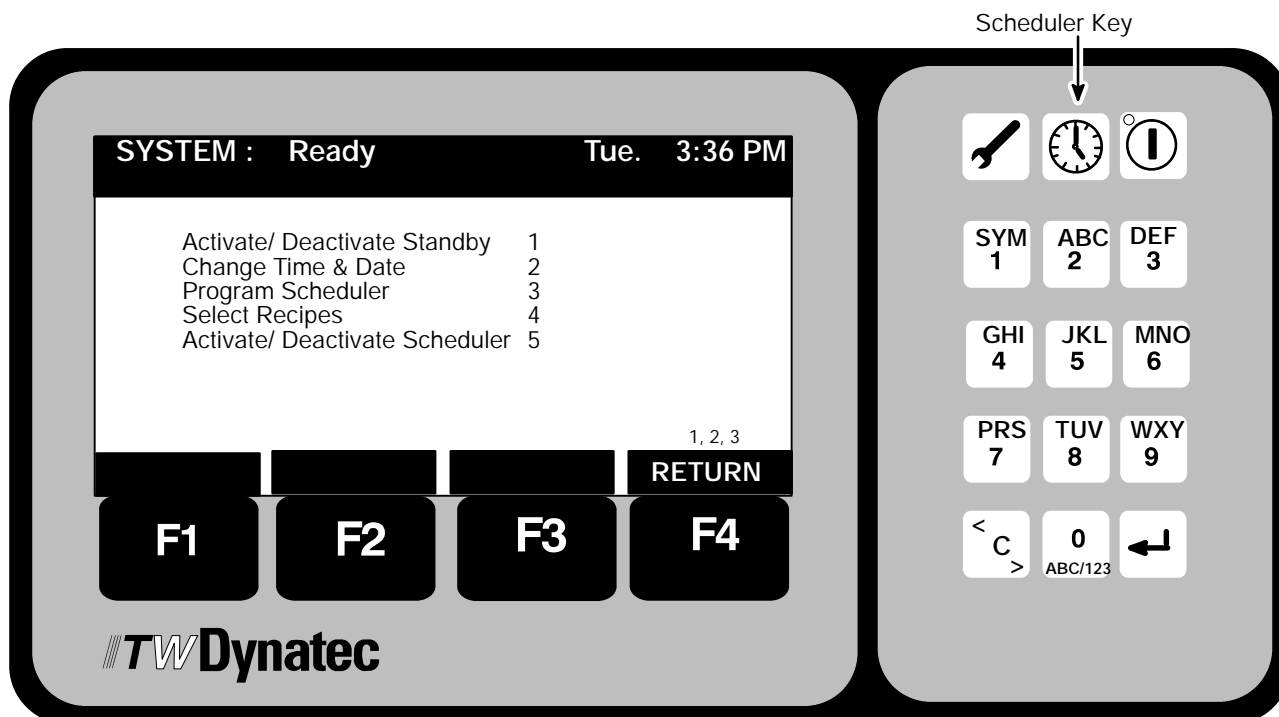 Scheduler Key
SYSTEM : Ready Tue. 3:36 PM
Activate/ Deactivate Standby 1
Change Time & Date 2
Program Scheduler 3
Select Recipes 4
Activate/ Deactivate Scheduler 5
1, 2, 3
RETURN
F1 F2 F3 F4
ITWDynatec
SYM ABC DEF
1 2 3
GHI JKL MNO
4 5 6
PRS TUV WXY
7 8 9
< C > 0
ABC/123